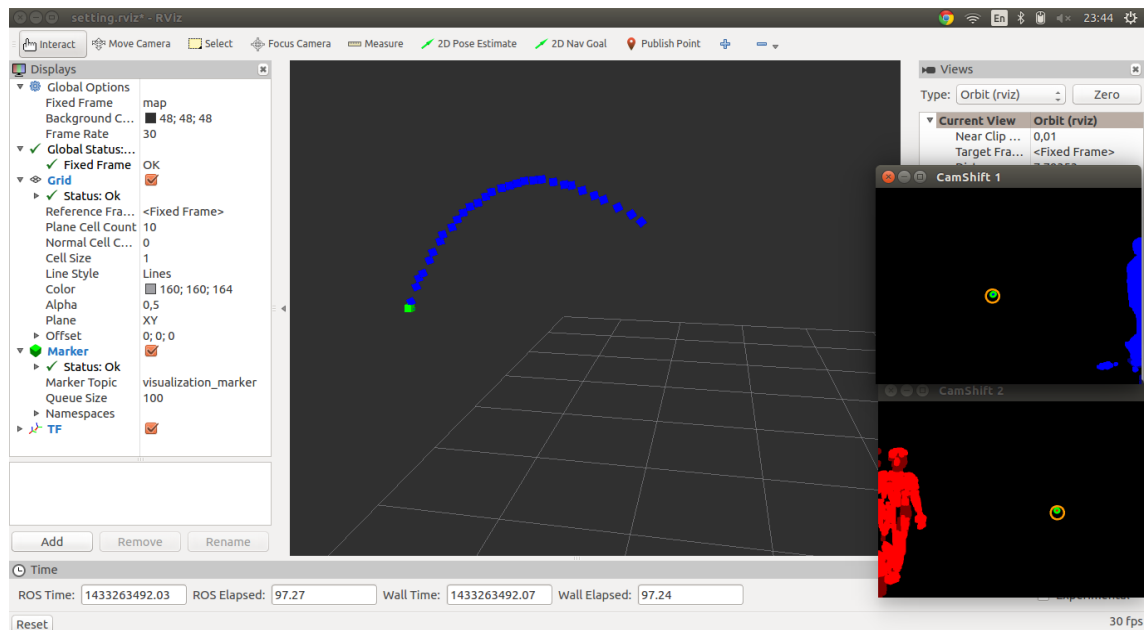 setting.rviz* - RViz
En 23:44
Interact Move Camera Select Focus Camera Measure 2D Pose Estimate 2D Nav Goal Publish Point
Displays
Global Options
Fixed Frame map
Background C... 48; 48; 48
Frame Rate 30
Global Status:...
Fixed Frame OK
Grid
Status: Ok
Reference Fra... <Fixed Frame>
Plane Cell Count 10
Normal Cell C... 0
Cell Size 1
Line Style Lines
Color 160; 160; 164
Alpha 0,5
Plane XY
Offset 0; 0; 0
Marker
Status: Ok
Marker Topic visualization_marker
Queue Size 100
Namespaces
TF
Add Remove Rename
Views
Type: Orbit (rviz) Zero
Current View Orbit (rviz)
Near Clip ... 0,01
Target Fra... <Fixed Frame>
CamShift 1
CamShift 2
Time
ROS Time: 1433263492.03 ROS Elapsed: 97.27 Wall Time: 1433263492.07 Wall Elapsed: 97.24
Reset
30 fps